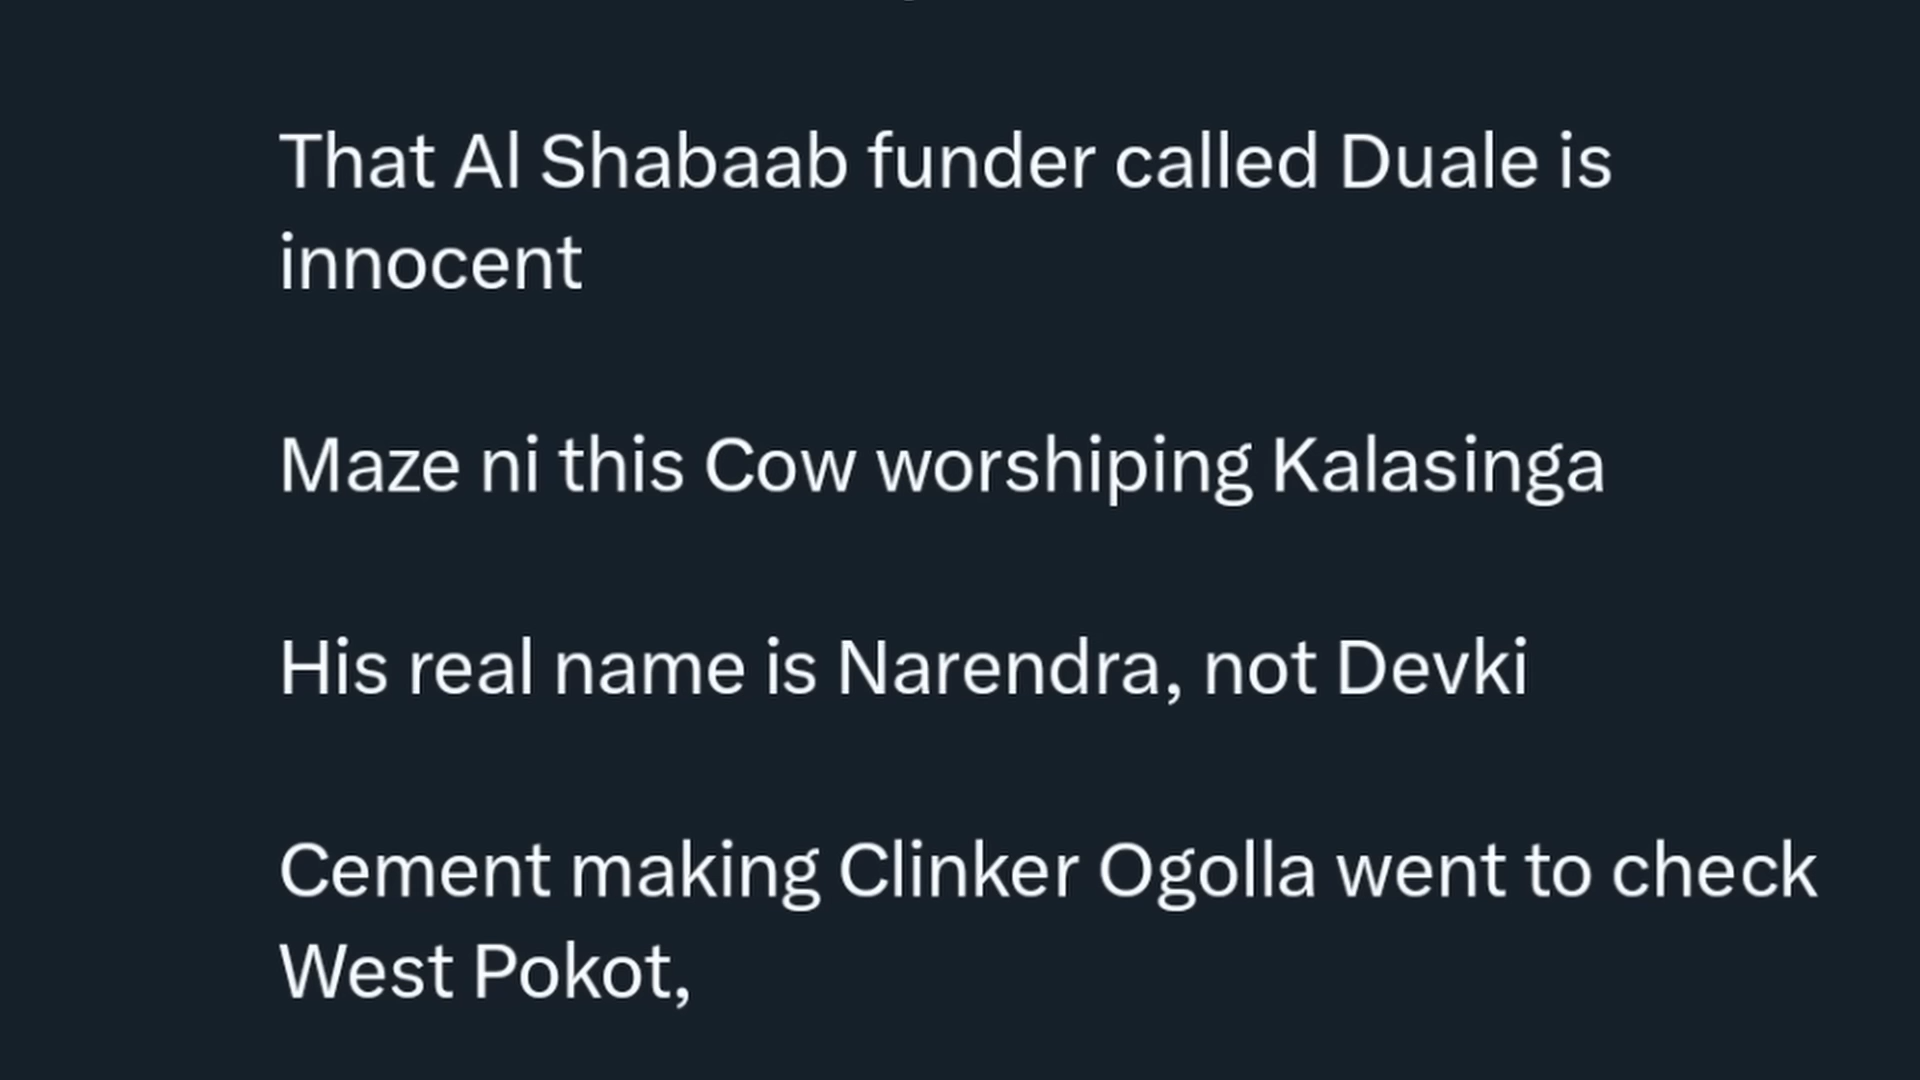 That Al Shabaab funder called Duale is
innocent
Maze ni this Cow worshiping Kalasinga
His real name is Narendra, not Devki
Cement making Clinker Ogolla went to check
West Pokot,